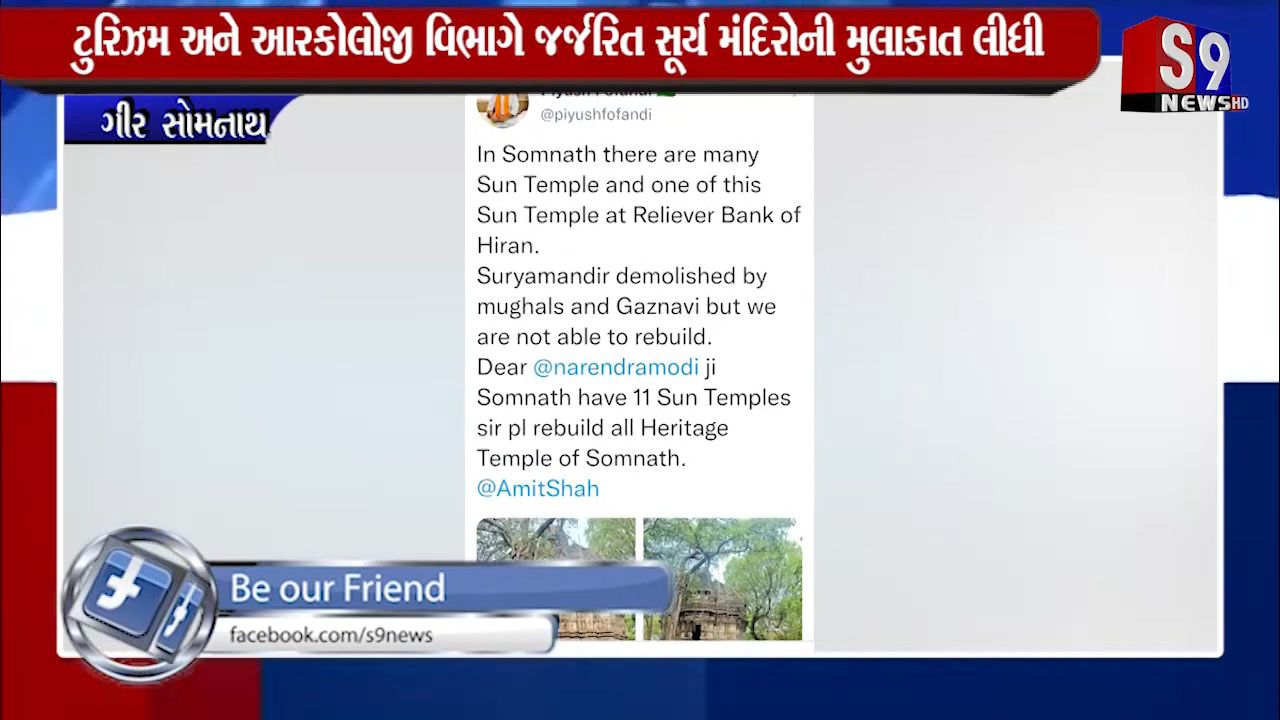 ટુરિઝમ અને આરકોલોજી વિભાગે જર્જરિત સૂર્ય મંદિરોની મુલાકાત લીધી
S9
NEWS HD
ગીર સોમનાથ
@piyushfofandi
In Somnath there are many
Sun Temple and one of this
Sun Temple at Reliever Bank of
Hiran.
Suryamandir demolished by
mughals and Gaznavi but we
are not able to rebuild.
Dear @narendramodi ji
Somnath have 11 Sun Temples
sir pl rebuild all Heritage
Temple of Somnath.
@AmitShah
Be our Friend
facebook.com/s9news